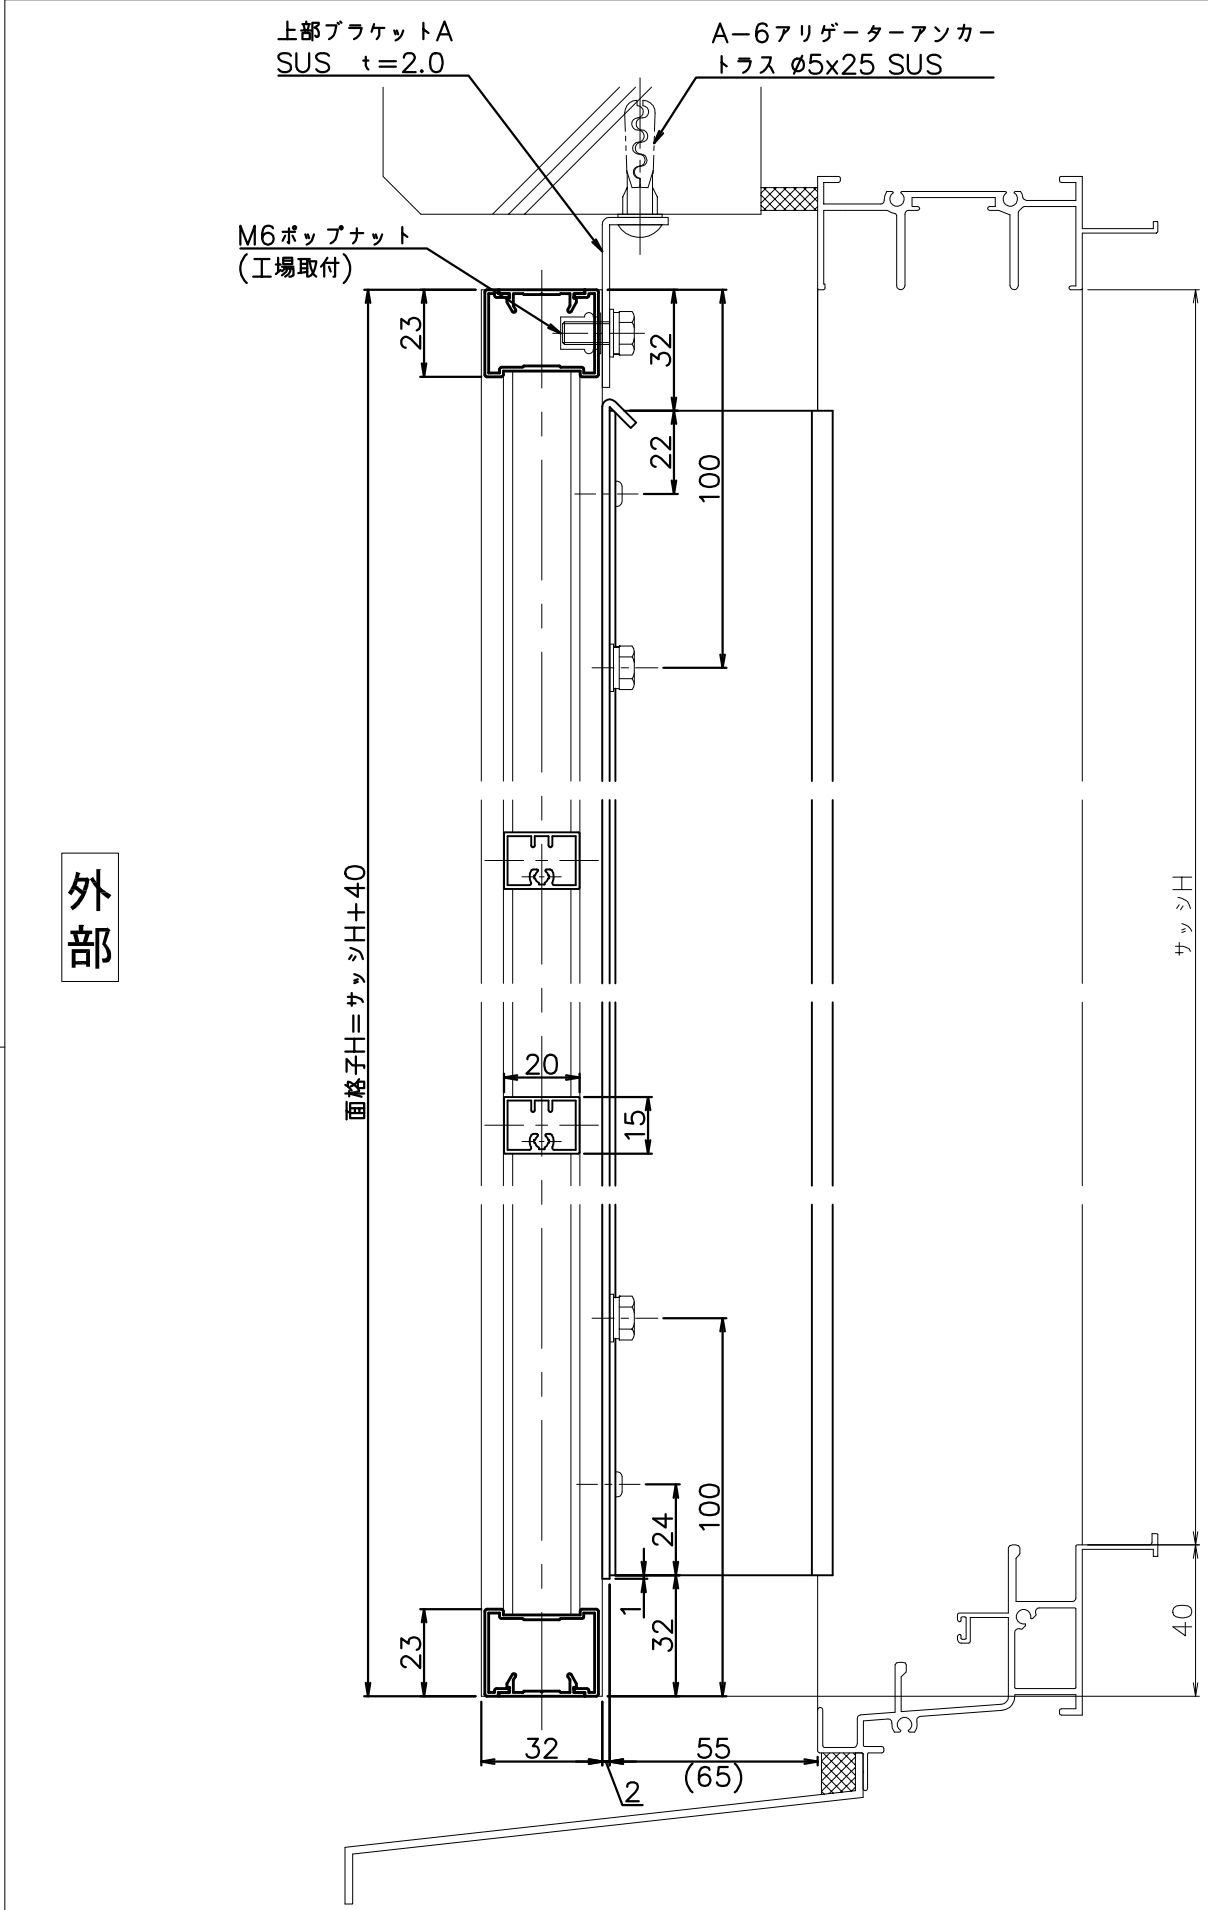 上部ブラケットA
SUS t=2.0
A-6アリゲーターアンカー
トラス Ø5x25 SUS
M6ポップナット
(工場取付)
23
32
22
100
外部
面格子H=サッシH+40
サッシH
20
15
100
24
1
32
23
40
32
55
(65)
2